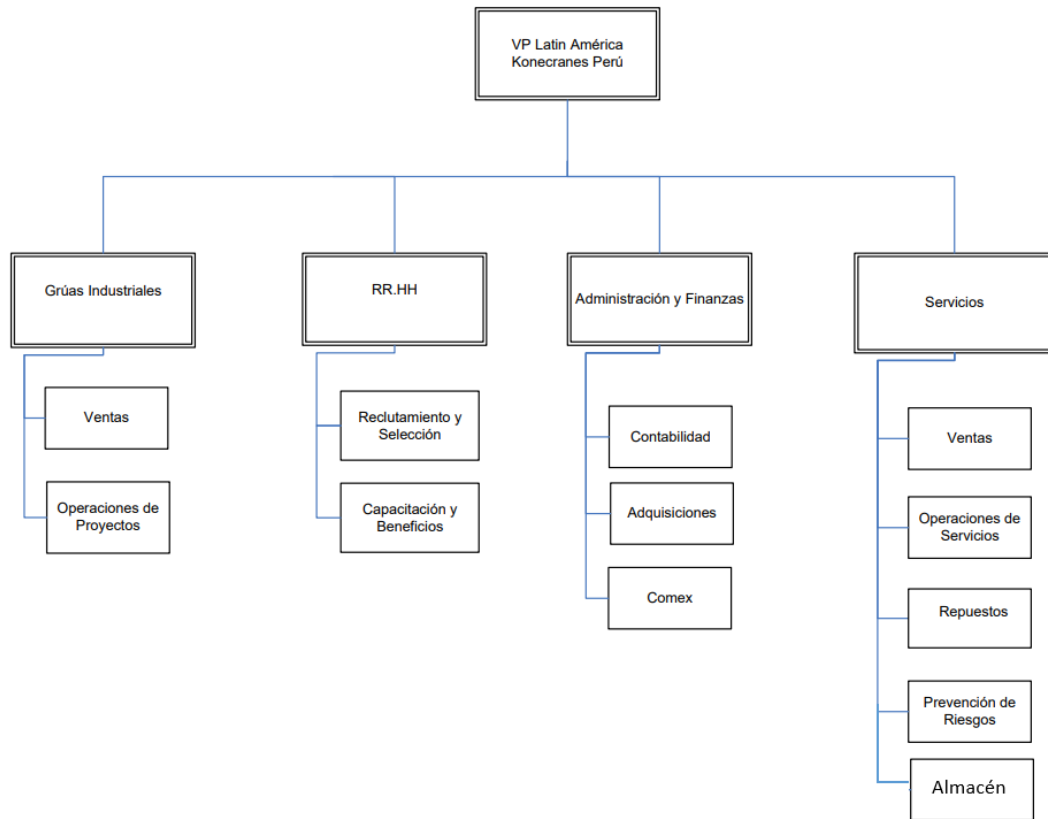 VP Latin América
Konecranes Perú
Grúas Industriales
RR.HH
Administración y Finanzas
Servicios
Ventas
Operaciones de
Proyectos
Reclutamiento y
Selección
Capacitación y
Beneficios
Contabilidad
Adquisiciones
Comex
Ventas
Operaciones de
Servicios
Repuestos
Prevención de
Riesgos
Almacén